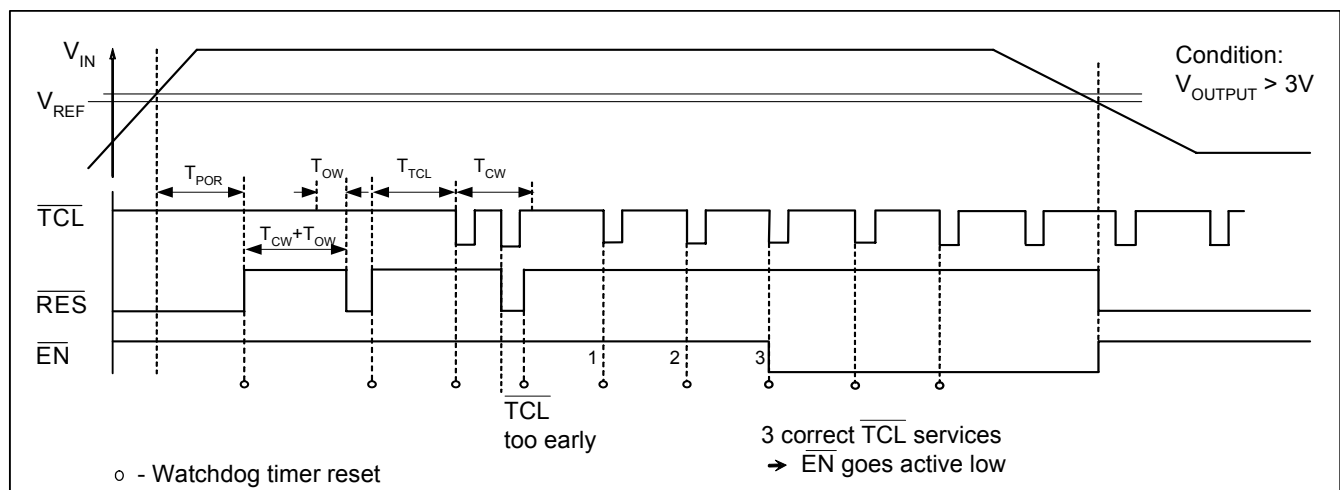 V_IN
Condition:
V_OUTPUT > 3V
V_REF
T_POR
T_OW
T_TCL
T_CW
TCL
T_CW+T_OW
RES
EN
1
2
3
TCL
too early
3 correct TCL services
→ EN goes active low
o - Watchdog timer reset